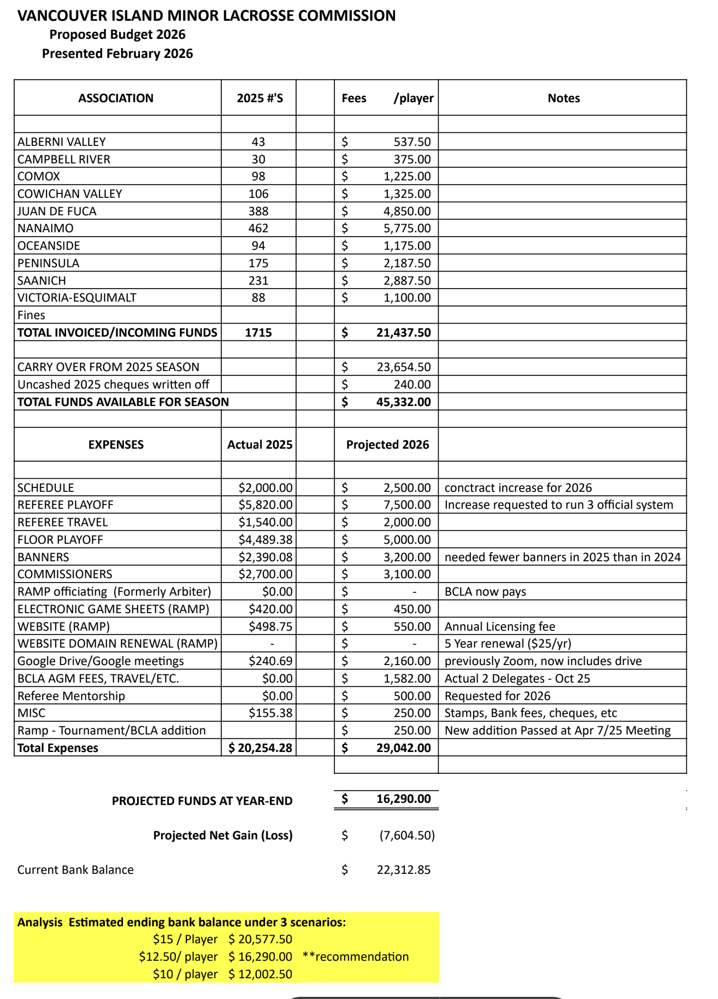 VANCOUVER ISLAND MINOR LACROSSE COMMISSION
Proposed Budget 2026
Presented February 2026
ASSOCIATION 2025 #'S Fees /player Notes
ALBERNI VALLEY 43 $ 537.50
CAMPBELL RIVER 30 $ 375.00
COMOX 98 $ 1,225.00
COWICHAN VALLEY 106 $ 1,325.00
JUAN DE FUCA 388 $ 4,850.00
NANAIMO 462 $ 5,775.00
OCEANSIDE 94 $ 1,175.00
PENINSULA 175 $ 2,187.50
SAANICH 231 $ 2,887.50
VICTORIA-ESQUIMALT 88 $ 1,100.00
Fines
TOTAL INVOICED/INCOMING FUNDS 1715 $ 21,437.50
CARRY OVER FROM 2025 SEASON $ 23,654.50
Uncashed 2025 cheques written off $ 240.00
TOTAL FUNDS AVAILABLE FOR SEASON $ 45,332.00
EXPENSES Actual 2025 Projected 2026
SCHEDULE $2,000.00 $ 2,500.00 conctract increase for 2026
REFEREE PLAYOFF $5,820.00 $ 7,500.00 Increase requested to run 3 official system
REFEREE TRAVEL $1,540.00 $ 2,000.00
FLOOR PLAYOFF $4,489.38 $ 5,000.00
BANNERS $2,390.08 $ 3,200.00 needed fewer banners in 2025 than in 2024
COMMISSIONERS $2,700.00 $ 3,100.00
RAMP officiating (Formerly Arbiter) $0.00 $ - BCLA now pays
ELECTRONIC GAME SHEETS (RAMP) $420.00 $ 450.00
WEBSITE (RAMP) $498.75 $ 550.00 Annual Licensing fee
WEBSITE DOMAIN RENEWAL (RAMP) - $ - 5 Year renewal ($25/yr)
Google Drive/Google meetings $240.69 $ 2,160.00 previously Zoom, now includes drive
BCLA AGM FEES, TRAVEL/ETC. $0.00 $ 1,582.00 Actual 2 Delegates - Oct 25
Referee Mentorship $0.00 $ 500.00 Requested for 2026
MISC $155.38 $ 250.00 Stamps, Bank fees, cheques, etc
Ramp - Tournament/BCLA addition $ 250.00 New addition Passed at Apr 7/25 Meeting
Total Expenses $ 20,254.28 $ 29,042.00
PROJECTED FUNDS AT YEAR-END $ 16,290.00
Projected Net Gain (Loss) $ (7,604.50)
Current Bank Balance $ 22,312.85
Analysis Estimated ending bank balance under 3 scenarios:
$15 / Player $ 20,577.50
$12.50/ player $ 16,290.00 **recommendation
$10 / player $ 12,002.50